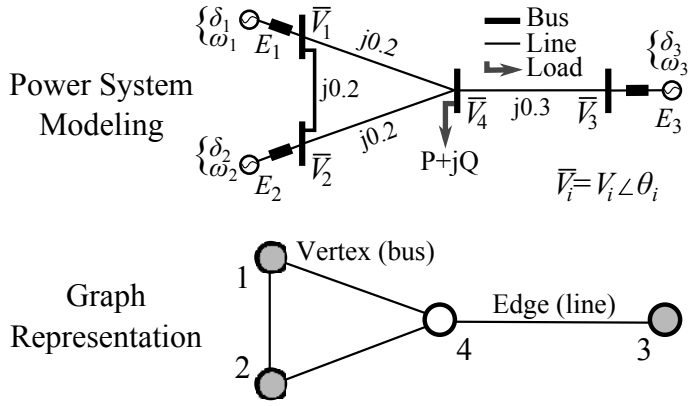 {δ1
ω1
E1
V̅1
Bus
Line
Load
{δ3
ω3
j0.2
Power System
Modeling
j0.2
V̅4
j0.3
V̅3
E3
j0.2
{δ2
ω2
E2
V̅2
P+jQ
V̅i=Vi∠θi
Vertex (bus)
1
Graph
Representation
Edge (line)
2
4
3